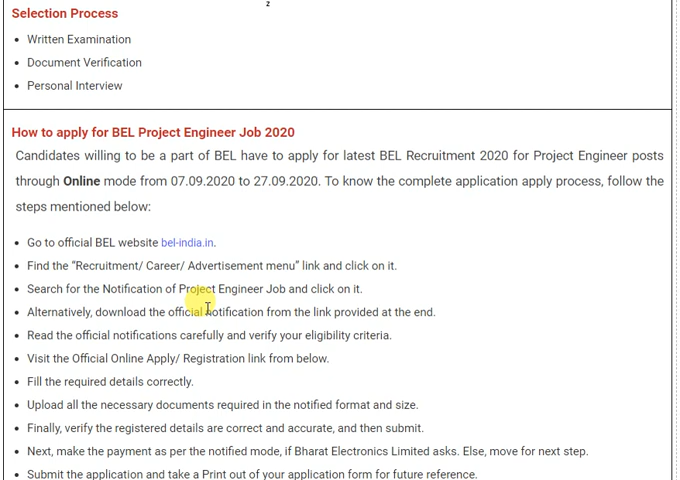 z
Selection Process
Written Examination
Document Verification
Personal Interview
How to apply for BEL Project Engineer Job 2020
Candidates willing to be a part of BEL have to apply for latest BEL Recruitment 2020 for Project Engineer posts
through Online mode from 07.09.2020 to 27.09.2020. To know the complete application apply process, follow the
steps mentioned below:
Go to official BEL website bel-india.in.
Find the “Recruitment/ Career/ Advertisement menu” link and click on it.
Search for the Notification of Project Engineer Job and click on it.
Alternatively, download the official notification from the link provided at the end.
Read the official notifications carefully and verify your eligibility criteria.
Visit the Official Online Apply/ Registration link from below.
Fill the required details correctly.
Upload all the necessary documents required in the notified format and size.
Finally, verify the registered details are correct and accurate, and then submit.
Next, make the payment as per the notified mode, if Bharat Electronics Limited asks. Else, move for next step.
Submit the application and take a Print out of your application form for future reference.